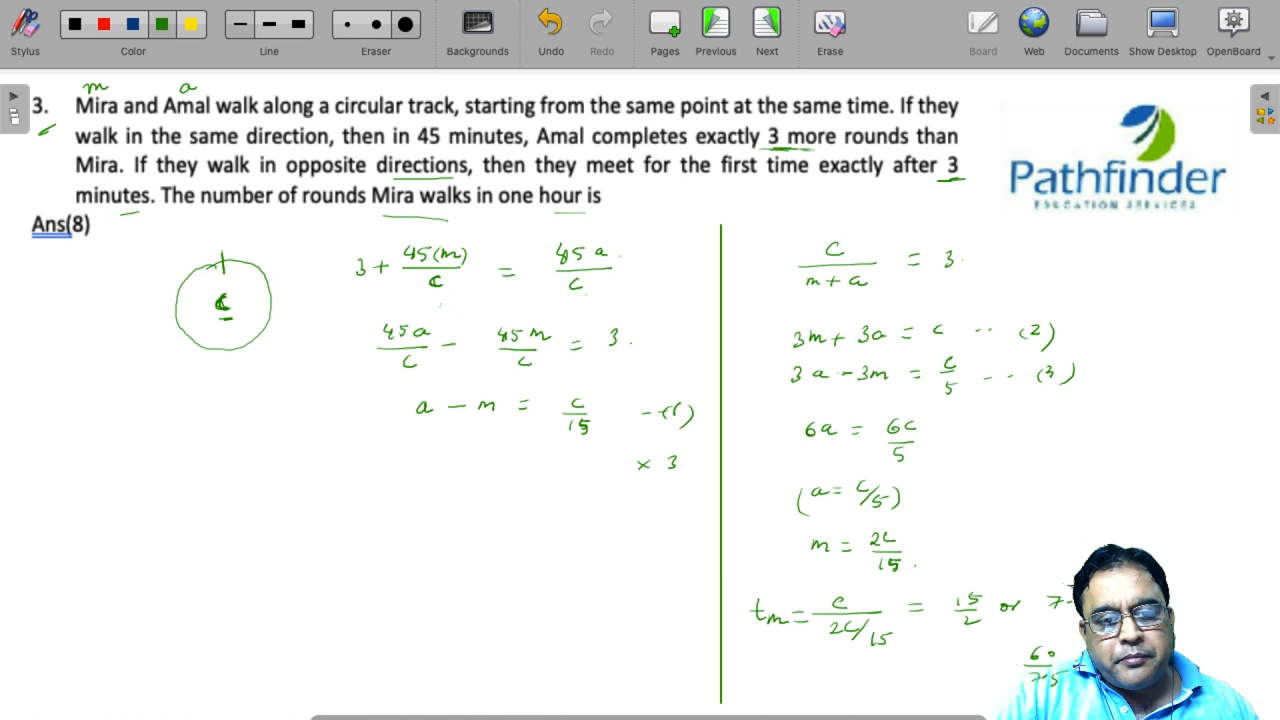 Stylus
Color
Line
Eraser
Backgrounds
Undo
Redo
Pages
Previous
Next
Erase
Board
Web
Documents
Show Desktop
OpenBoard
m a
3. Mira and Amal walk along a circular track, starting from the same point at the same time. If they
walk in the same direction, then in 45 minutes, Amal completes exactly 3 more rounds than
Mira. If they walk in opposite directions, then they meet for the first time exactly after 3
minutes. The number of rounds Mira walks in one hour is
Ans(8)
Pathfinder
EDUCATION SERVICES
C
3 + 45(m)/C = 45a/C
45a/C - 45m/C = 3.
a - m = C/15 -(1)
× 3
C/(m+a) = 3.
3m + 3a = C -- (2)
3a - 3m = C/5 -- (3)
6a = 6C/5
(a = C/5)
m = 2C/15.
tm = C/(2C/15) = 15/2 or
60/7.5